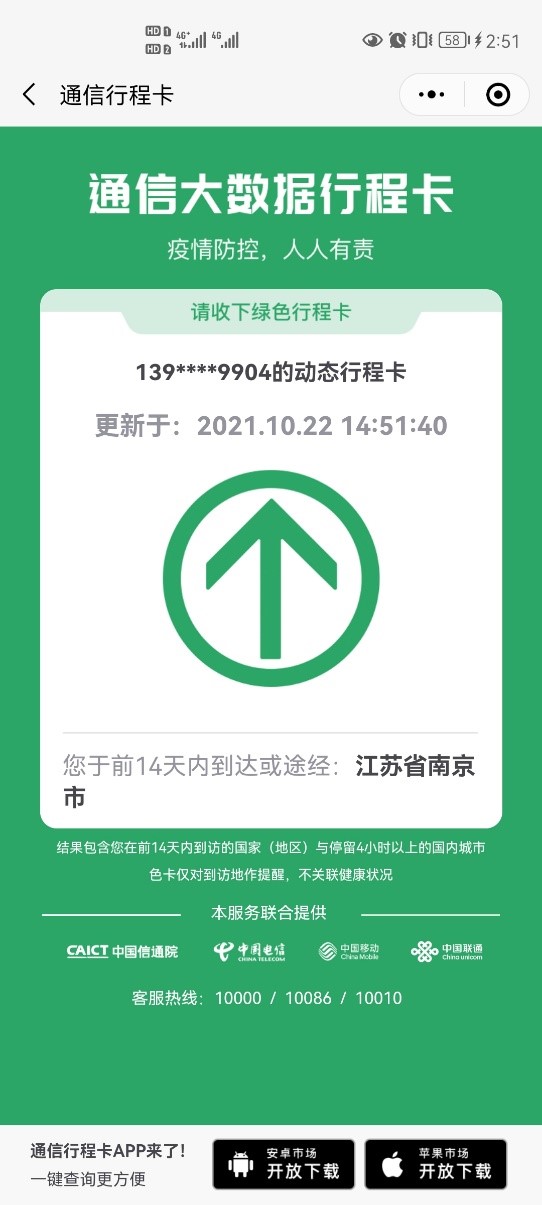 HD 1 4G+ 4G 58 2:51
HD 2
通信行程卡
通信大数据行程卡
疫情防控，人人有责
请收下绿色行程卡
139****9904的动态行程卡
更新于：2021.10.22 14:51:40
您于前14天内到达或途经：江苏省南京
市
结果包含您在前14天内到访的国家（地区）与停留4小时以上的国内城市
色卡仅对到访地作提醒，不关联健康状况
本服务联合提供
CAICT 中国信通院 中国电信 CHINA TELECOM 中国移动 China Mobile 中国联通 China unicom
客服热线：10000 / 10086 / 10010
通信行程卡APP来了!
一键查询更方便
安卓市场
开放下载
苹果市场
开放下载